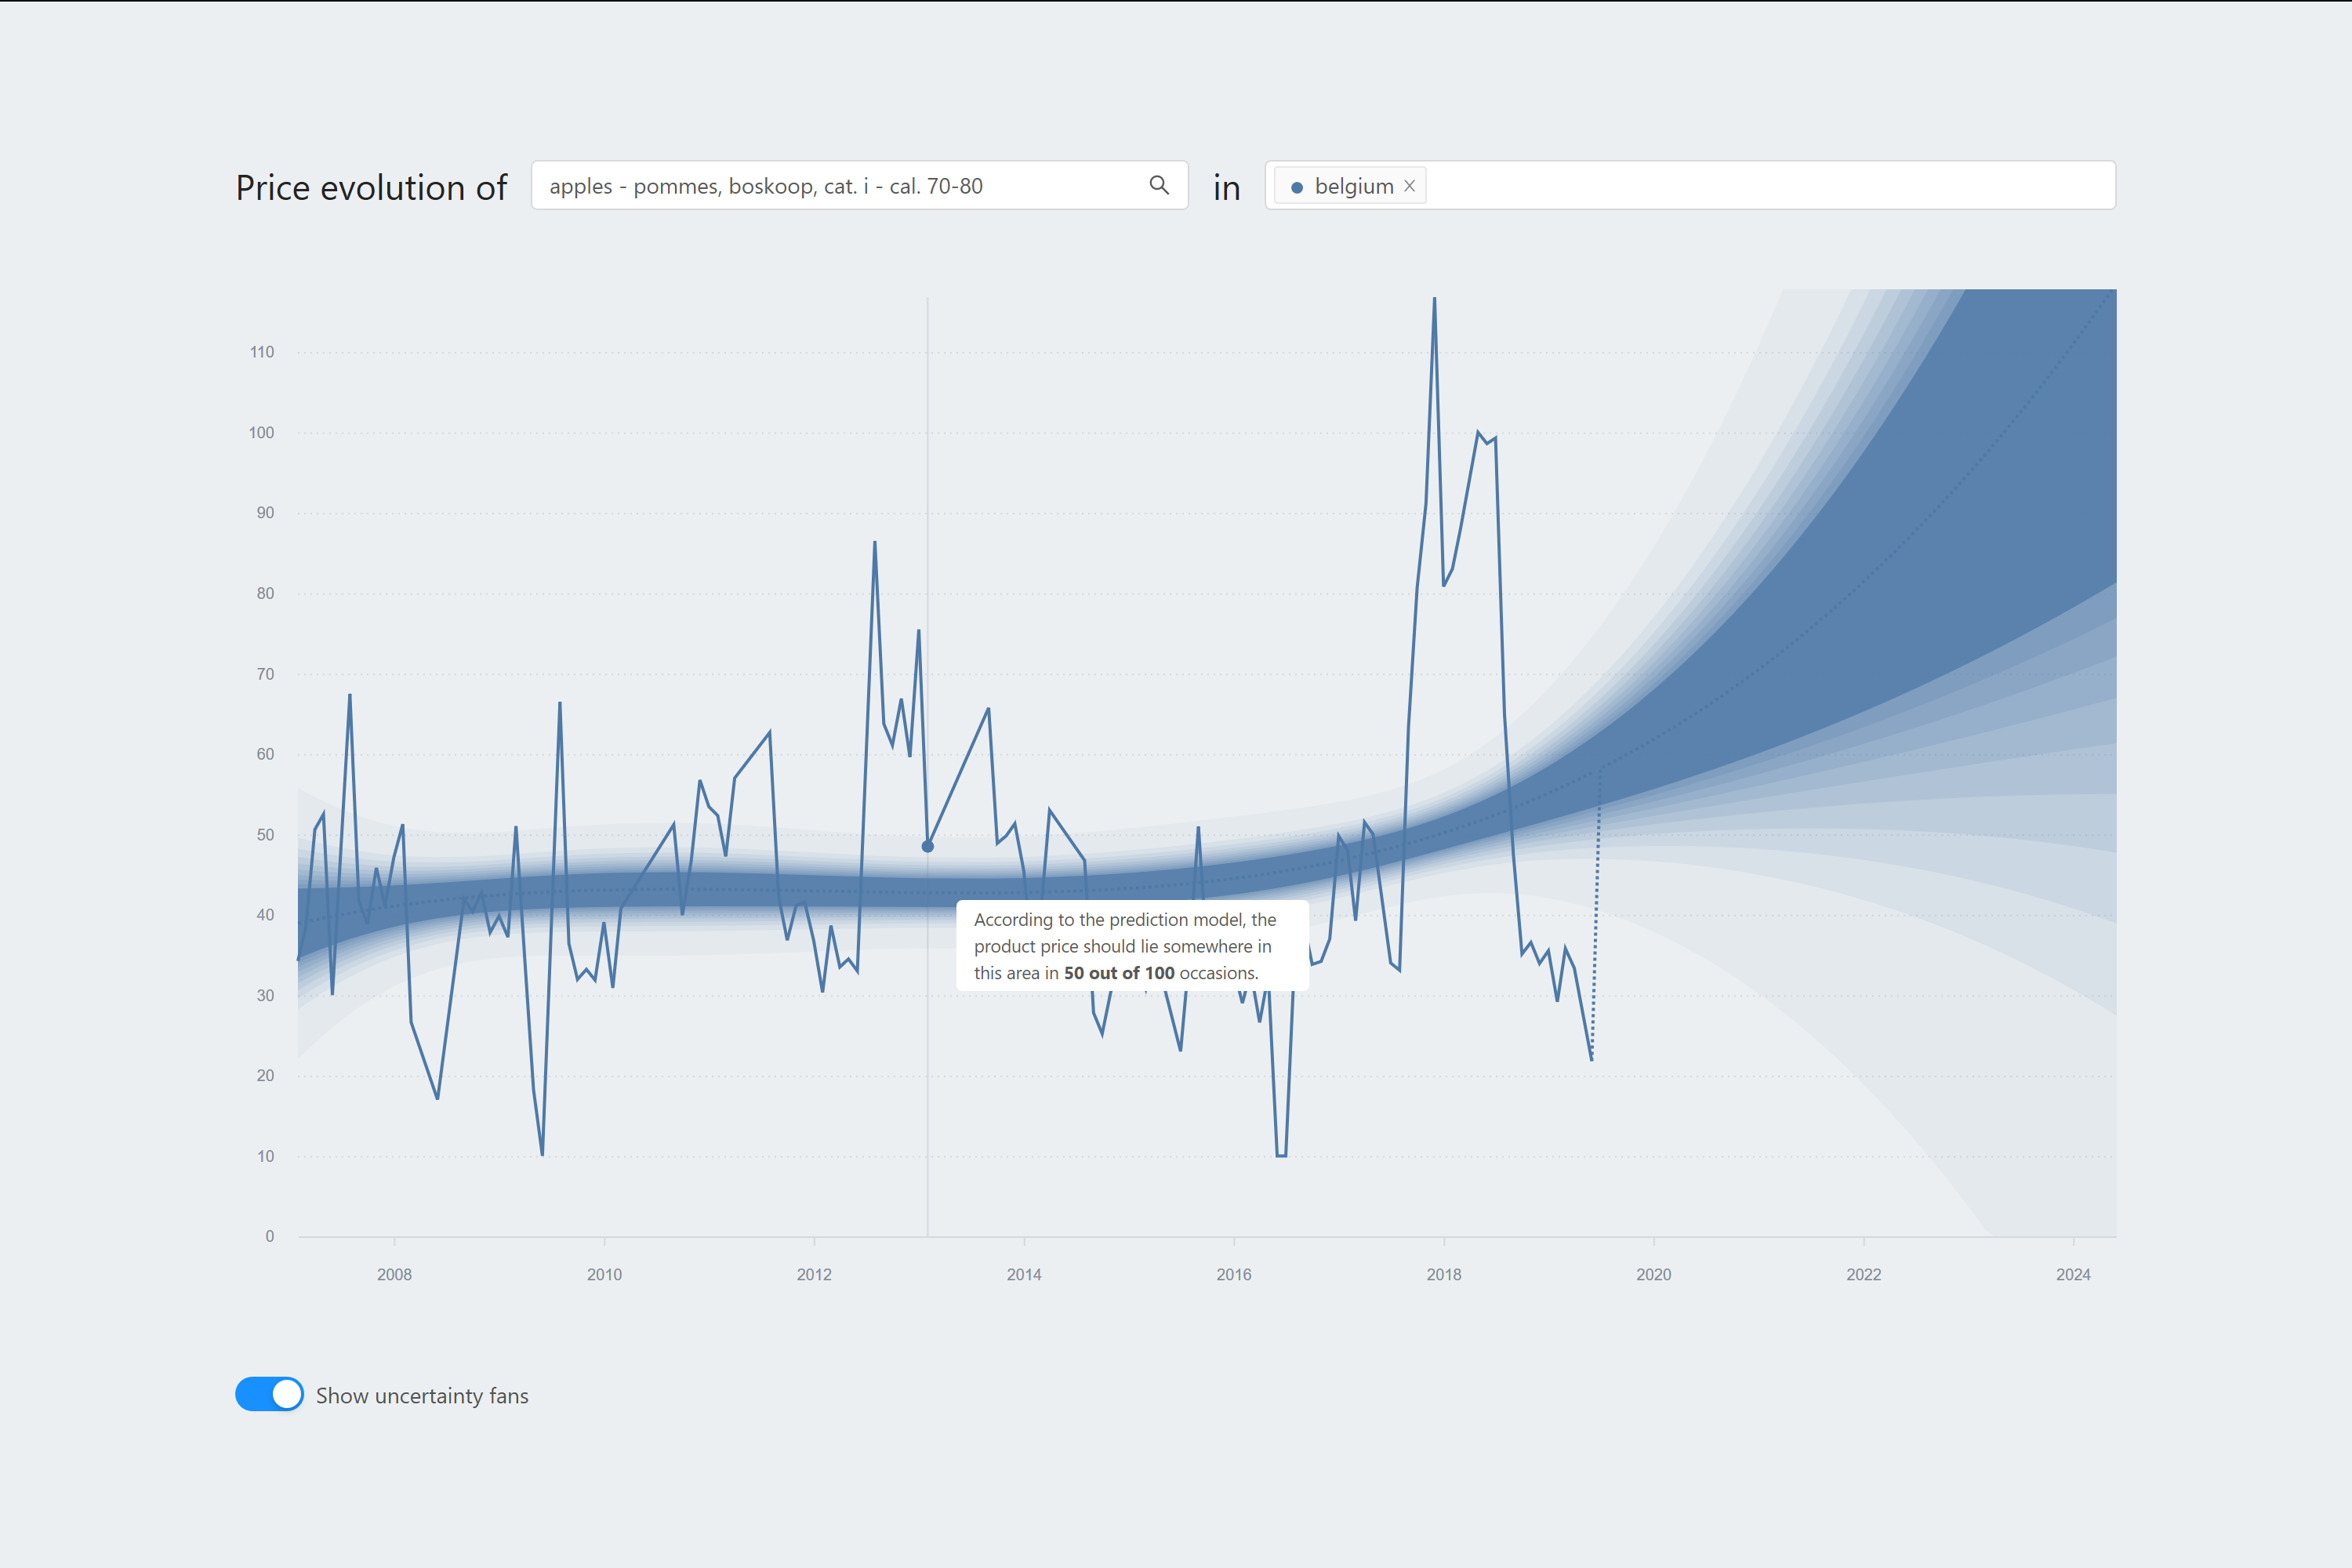 Price evolution of apples - pommes, boskoop, cat. i - cal. 70-80 in belgium
110
100
90
80
70
60
50
40
30
20
10
0
According to the prediction model, the
product price should lie somewhere in
this area in 50 out of 100 occasions.
2008 2010 2012 2014 2016 2018 2020 2022 2024
Show uncertainty fans